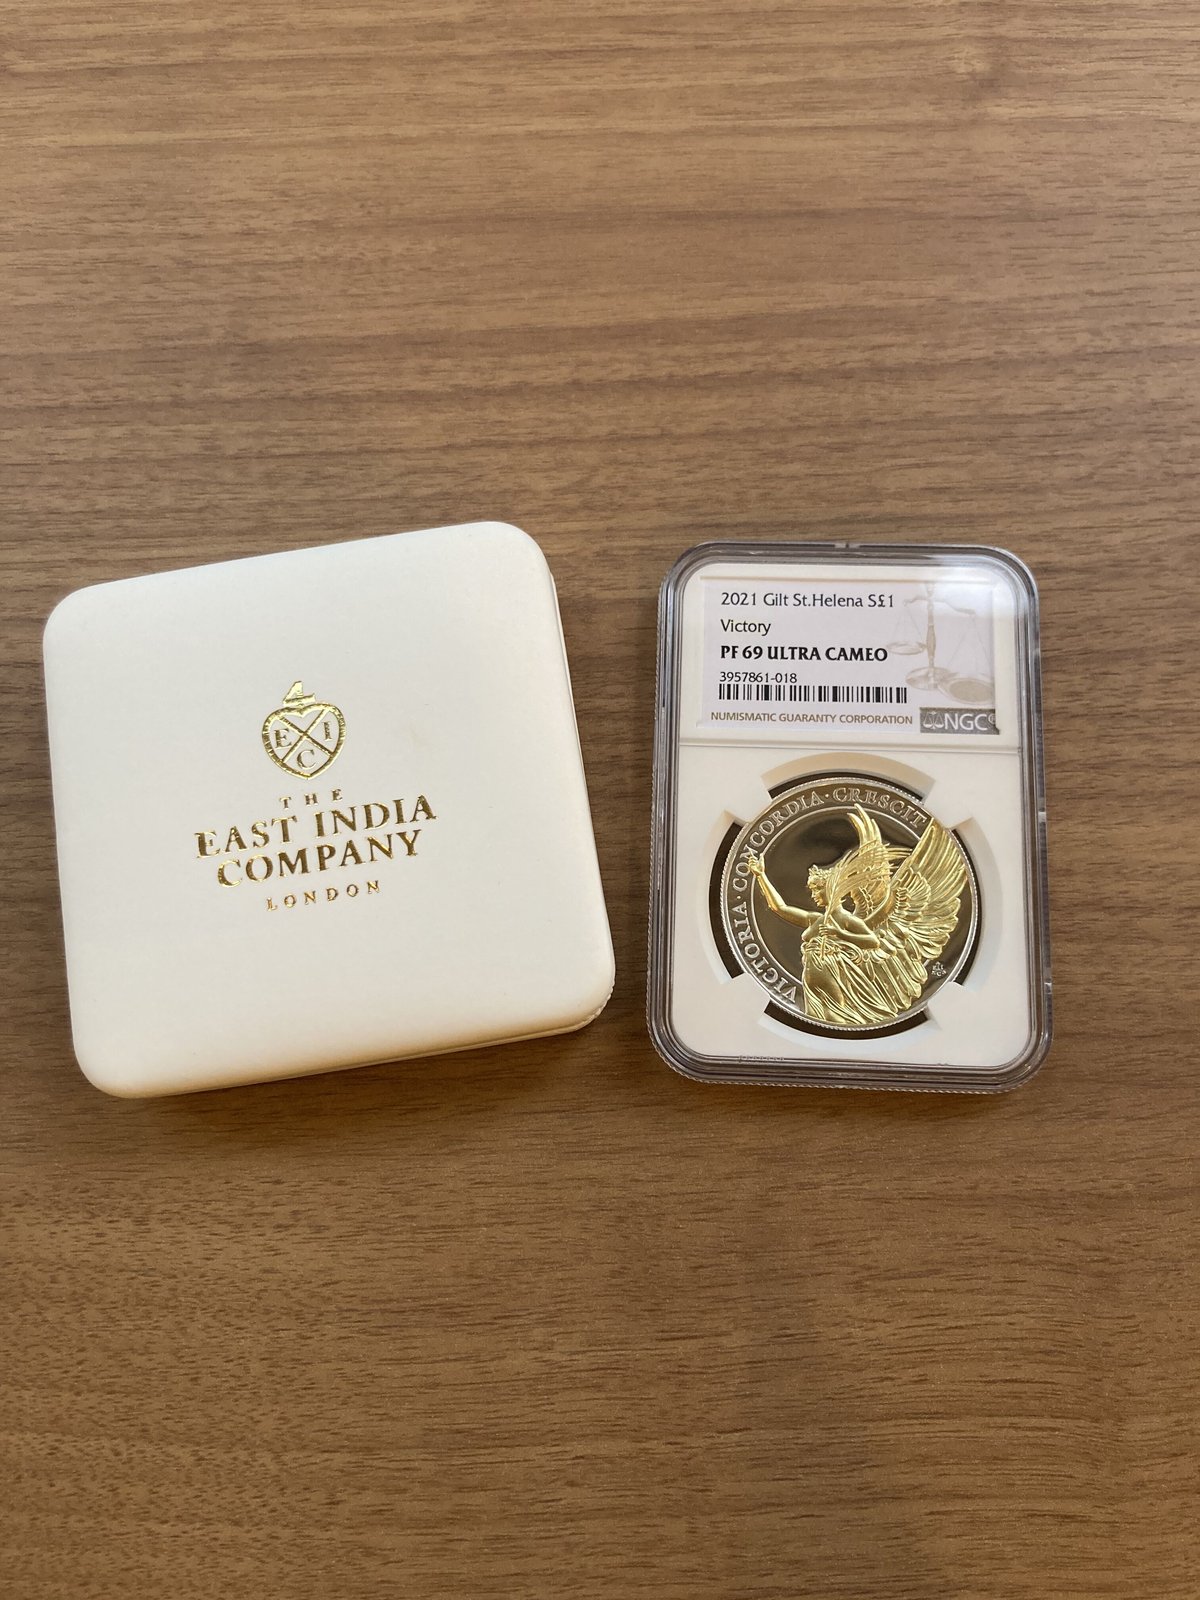 E I C
THE
EAST INDIA
COMPANY
LONDON
2021 Gilt St.Helena S£1
Victory
PF 69 ULTRA CAMEO
3957861-018
NUMISMATIC GUARANTY CORPORATION NGC
VICTORIA·CONCORDIA·CRESCIT